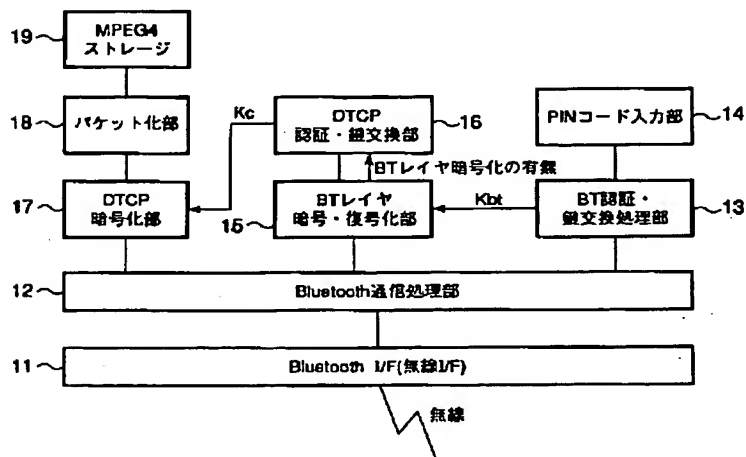 19
MPEG4
ストレージ
18
パケット化部
Kc
DTCP
認証・鍵交換部
16
PINコード入力部
14
BTレイヤ暗号化の有無
17
DTCP
暗号化部
15
BTレイヤ
暗号・復号化部
Kbt
BT認証・
鍵交換処理部
13
12
Bluetooth通信処理部
11
Bluetooth I/F(無線I/F)
無線